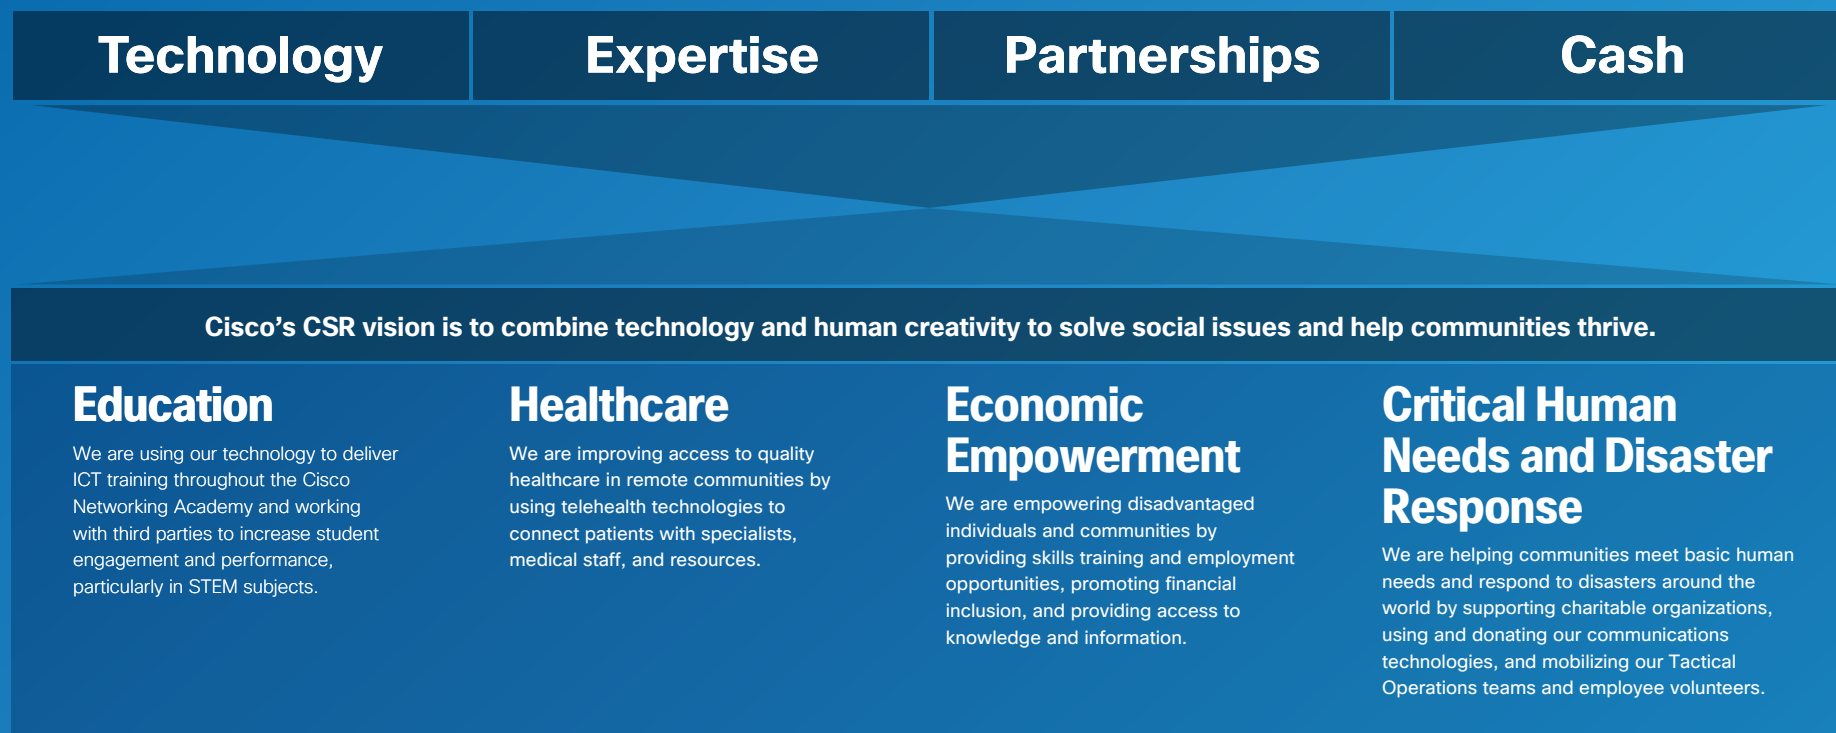 Technology
Expertise
Partnerships
Cash
Cisco’s CSR vision is to combine technology and human creativity to solve social issues and help communities thrive.
Education
We are using our technology to deliver
ICT training throughout the Cisco
Networking Academy and working
with third parties to increase student
engagement and performance,
particularly in STEM subjects.
Healthcare
We are improving access to quality
healthcare in remote communities by
using telehealth technologies to
connect patients with specialists,
medical staff, and resources.
Economic
Empowerment
We are empowering disadvantaged
individuals and communities by
providing skills training and employment
opportunities, promoting financial
inclusion, and providing access to
knowledge and information.
Critical Human
Needs and Disaster
Response
We are helping communities meet basic human
needs and respond to disasters around the
world by supporting charitable organizations,
using and donating our communications
technologies, and mobilizing our Tactical
Operations teams and employee volunteers.